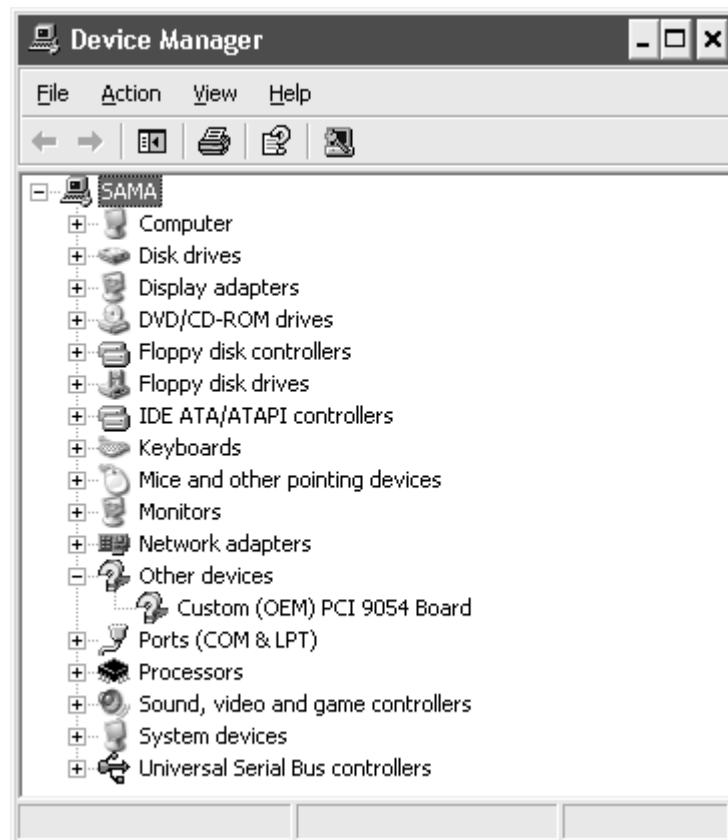 Device Manager
File Action View Help
SAMA
Computer
Disk drives
Display adapters
DVD/CD-ROM drives
Floppy disk controllers
Floppy disk drives
IDE ATA/ATAPI controllers
Keyboards
Mice and other pointing devices
Monitors
Network adapters
Other devices
Custom (OEM) PCI 9054 Board
Ports (COM & LPT)
Processors
Sound, video and game controllers
System devices
Universal Serial Bus controllers